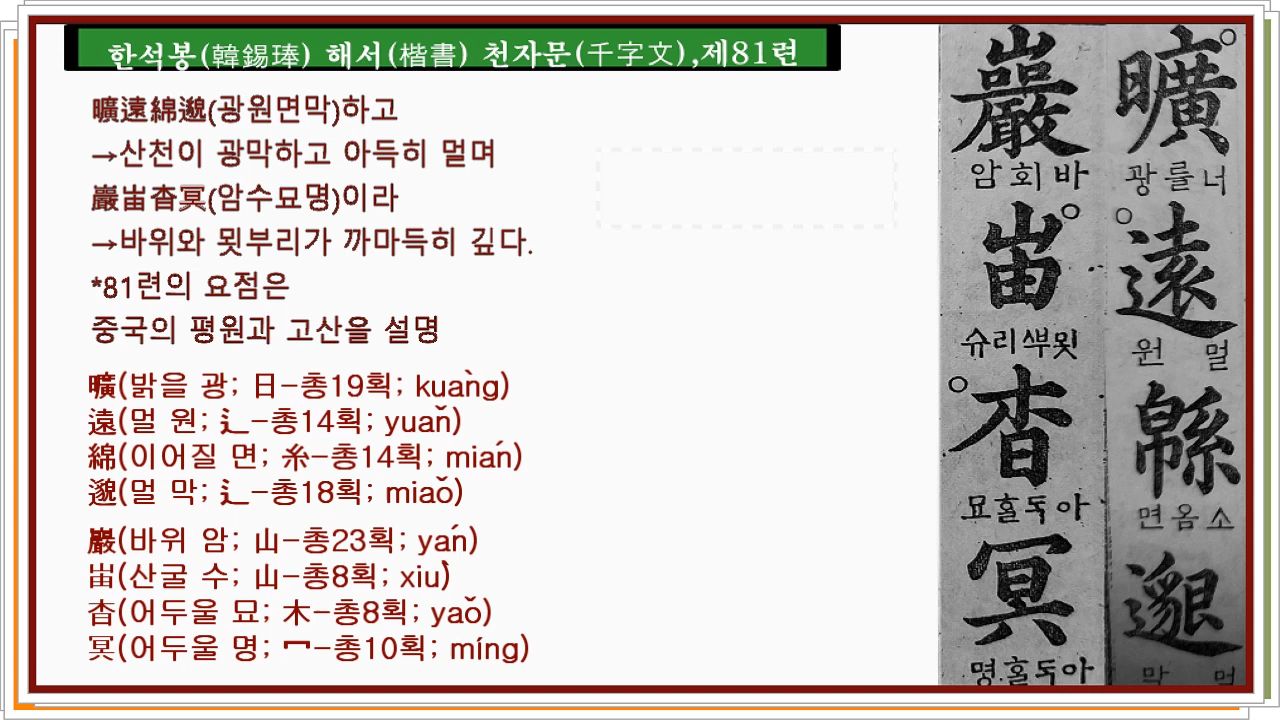 한석봉(韓錫琫) 해서(楷書) 천자문(千字文),제81련
曠遠綿邈(광원면막)하고
→산천이 광막하고 아득히 멀며
巖峀杳冥(암수묘명)이라
→바위와 묏부리가 까마득히 깊다.
*81련의 요점은
중국의 평원과 고산을 설명
曠(밝을 광; 日-총19획; kuàng)
遠(멀 원; 辶-총14획; yuǎn)
綿(이어질 면; 糸-총14획; mián)
邈(멀 막; 辶-총18획; miǎo)
巖(바위 암; 山-총23획; yán)
峀(산굴 수; 山-총8획; xiù)
杳(어두울 묘; 木-총8획; yǎo)
冥(어두울 명; 冖-총10획; míng)
曠
너를 광
遠
멀 원
緜
소옴 면
邈
막
巖
바회 암
峀
묏부리 슈
杳
아독홀 묘
冥
아독홀 명